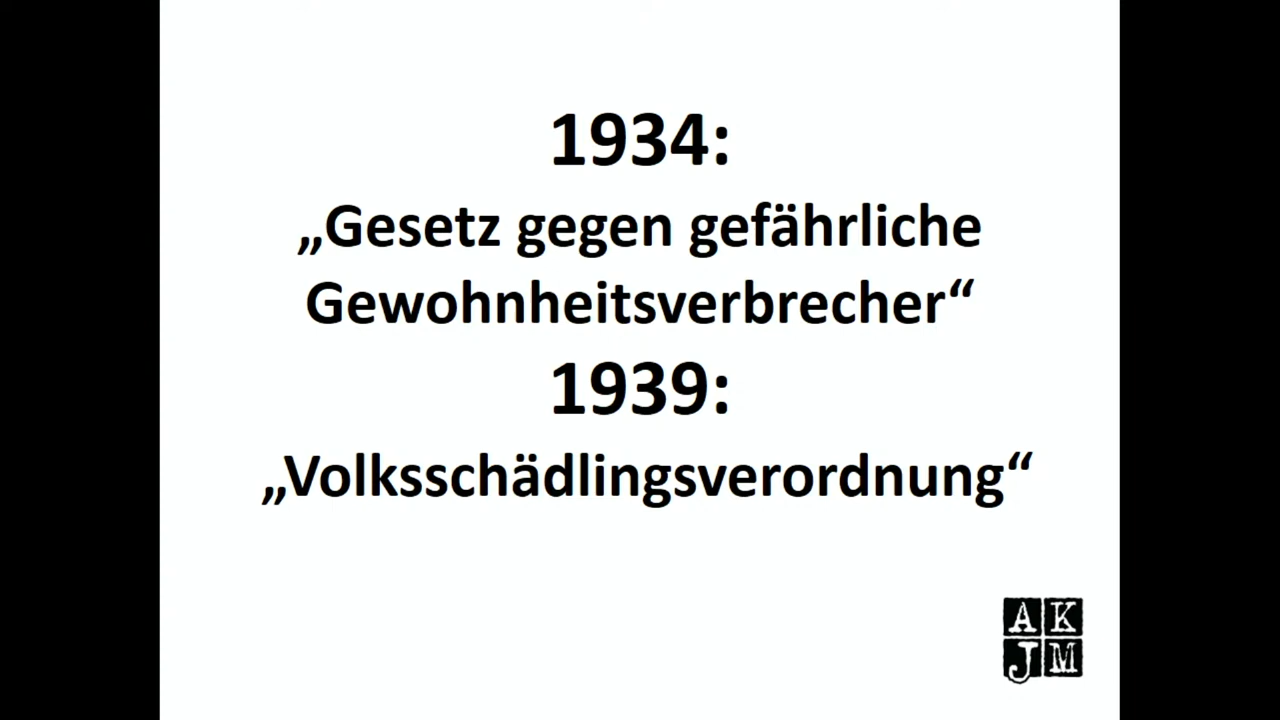 1934:
„Gesetz gegen gefährliche
Gewohnheitsverbrecher“
1939:
„Volksschädlingsverordnung“
AK
JM